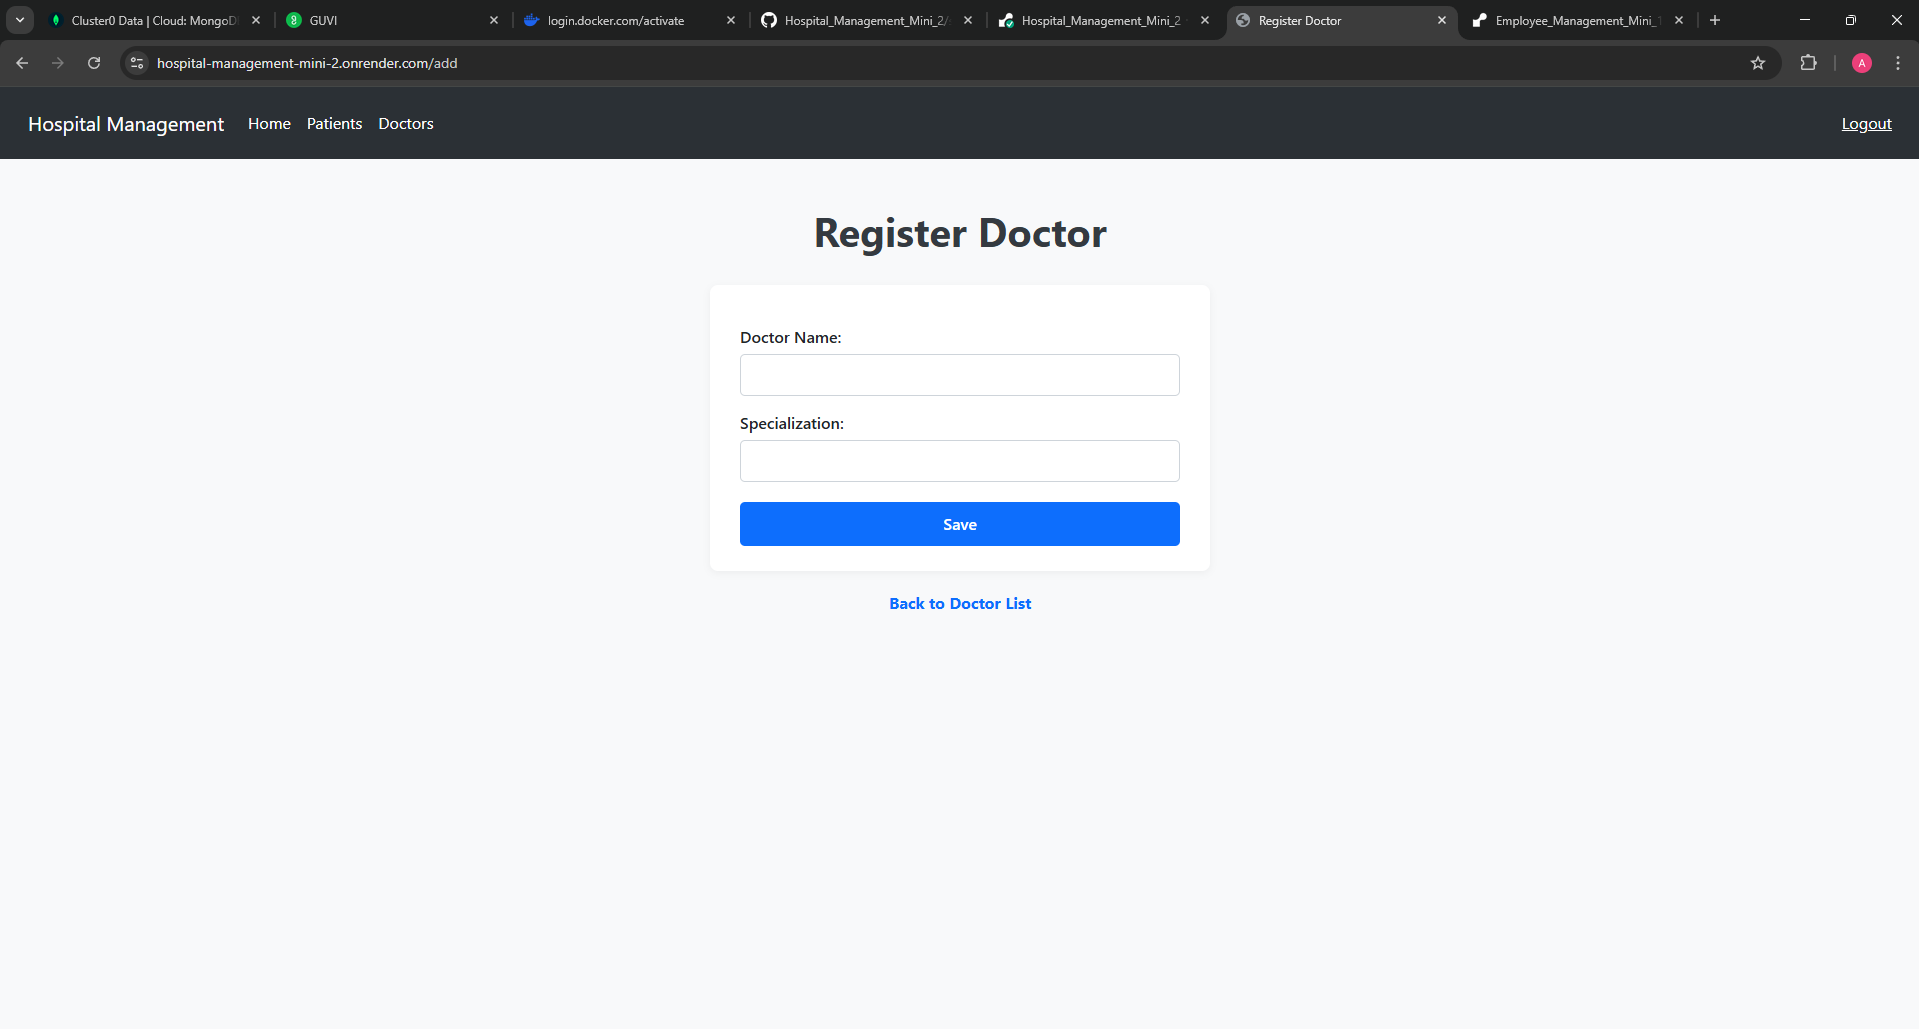 Cluster0 Data | Cloud: MongoD
GUVI
login.docker.com/activate
Hospital_Management_Mini_2/
Hospital_Management_Mini_2
Register Doctor
Employee_Management_Mini_1
hospital-management-mini-2.onrender.com/add
A
Hospital Management Home Patients Doctors Logout
Register Doctor
Doctor Name:
Specialization:
Save
Back to Doctor List